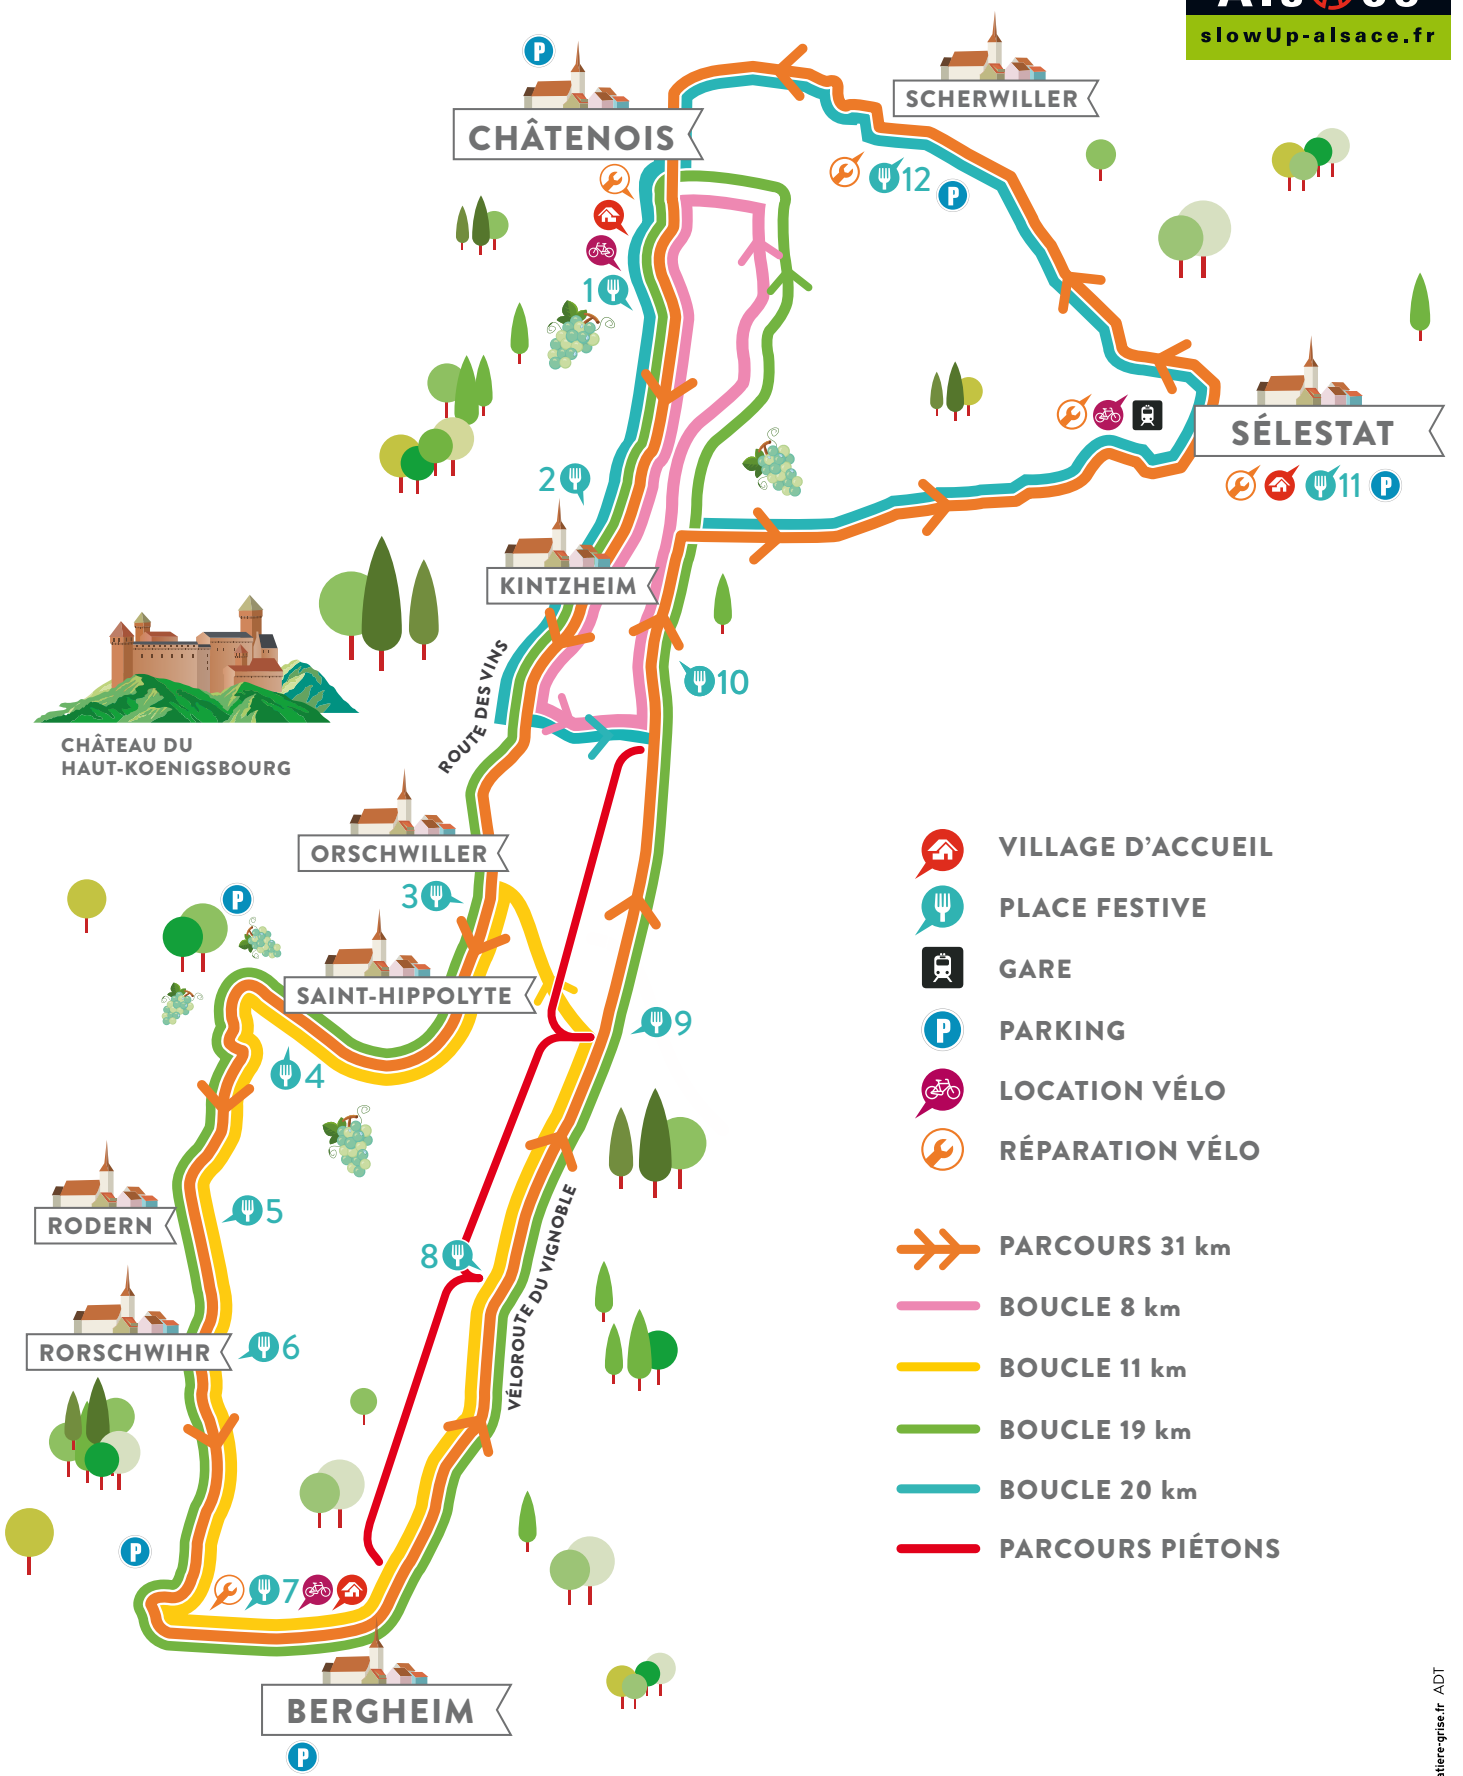 slowUp-alsace.fr
P
SCHERWILLER
CHÂTENOIS
12
P
1
SÉLESTAT
2
11
P
KINTZHEIM
ROUTE DES VINS
10
CHÂTEAU DU
HAUT-KOENIGSBOURG
ORSCHWILLER
3
P
SAINT-HIPPOLYTE
9
4
RODERN
5
VÉLOROUTE DU VIGNOBLE
8
RORSCHWIHR
6
P
7
BERGHEIM
P
VILLAGE D'ACCUEIL
PLACE FESTIVE
GARE
P
PARKING
LOCATION VÉLO
RÉPARATION VÉLO
PARCOURS 31 km
BOUCLE 8 km
BOUCLE 11 km
BOUCLE 19 km
BOUCLE 20 km
PARCOURS PIÉTONS
atiere-grise.fr ADT